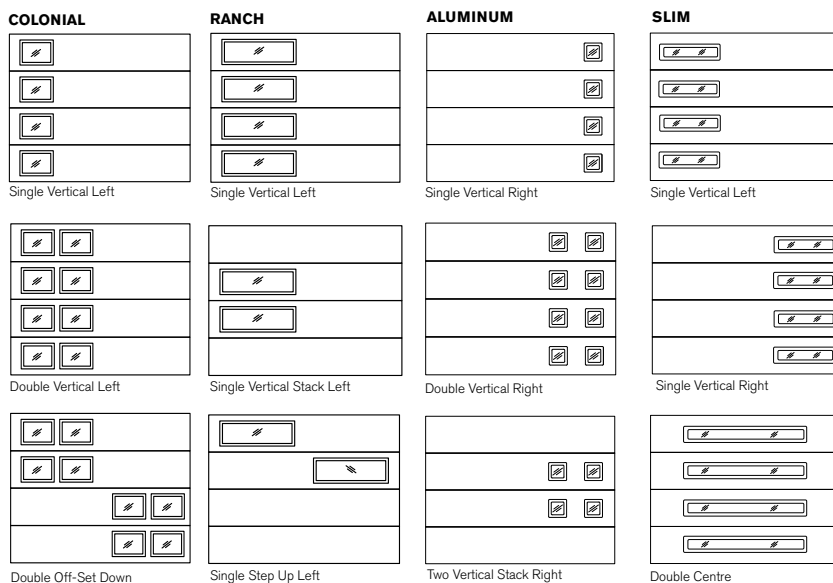 COLONIAL
RANCH
ALUMINUM
SLIM
Single Vertical Left
Single Vertical Left
Single Vertical Right
Single Vertical Left
Double Vertical Left
Single Vertical Stack Left
Double Vertical Right
Single Vertical Right
Double Off-Set Down
Single Step Up Left
Two Vertical Stack Right
Double Centre